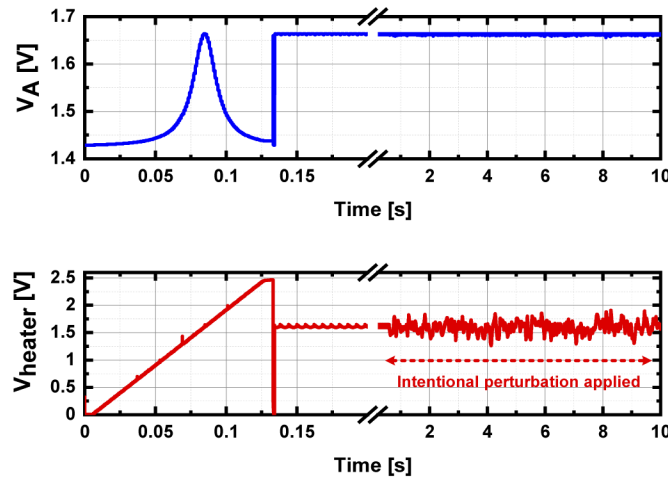 1.7
1.6
1.5
1.4
V_A [V]
0 0.05 0.1 0.15 2 4 6 8 10
Time [s]
2.5
2
1.5
1
0.5
0
V_heater [V]
Intentional perturbation applied
0 0.05 0.1 0.15 2 4 6 8 10
Time [s]